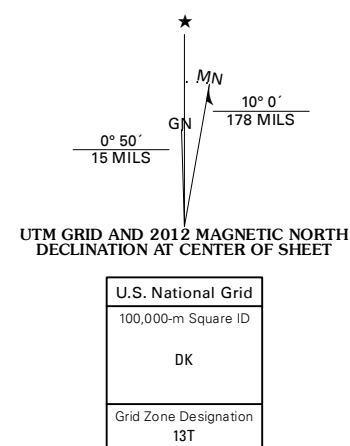 ★
MN
GN
10° 0´
178 MILS
0° 50´
15 MILS
UTM GRID AND 2012 MAGNETIC NORTH
DECLINATION AT CENTER OF SHEET
U.S. National Grid
100,000-m Square ID
DK
Grid Zone Designation
13T